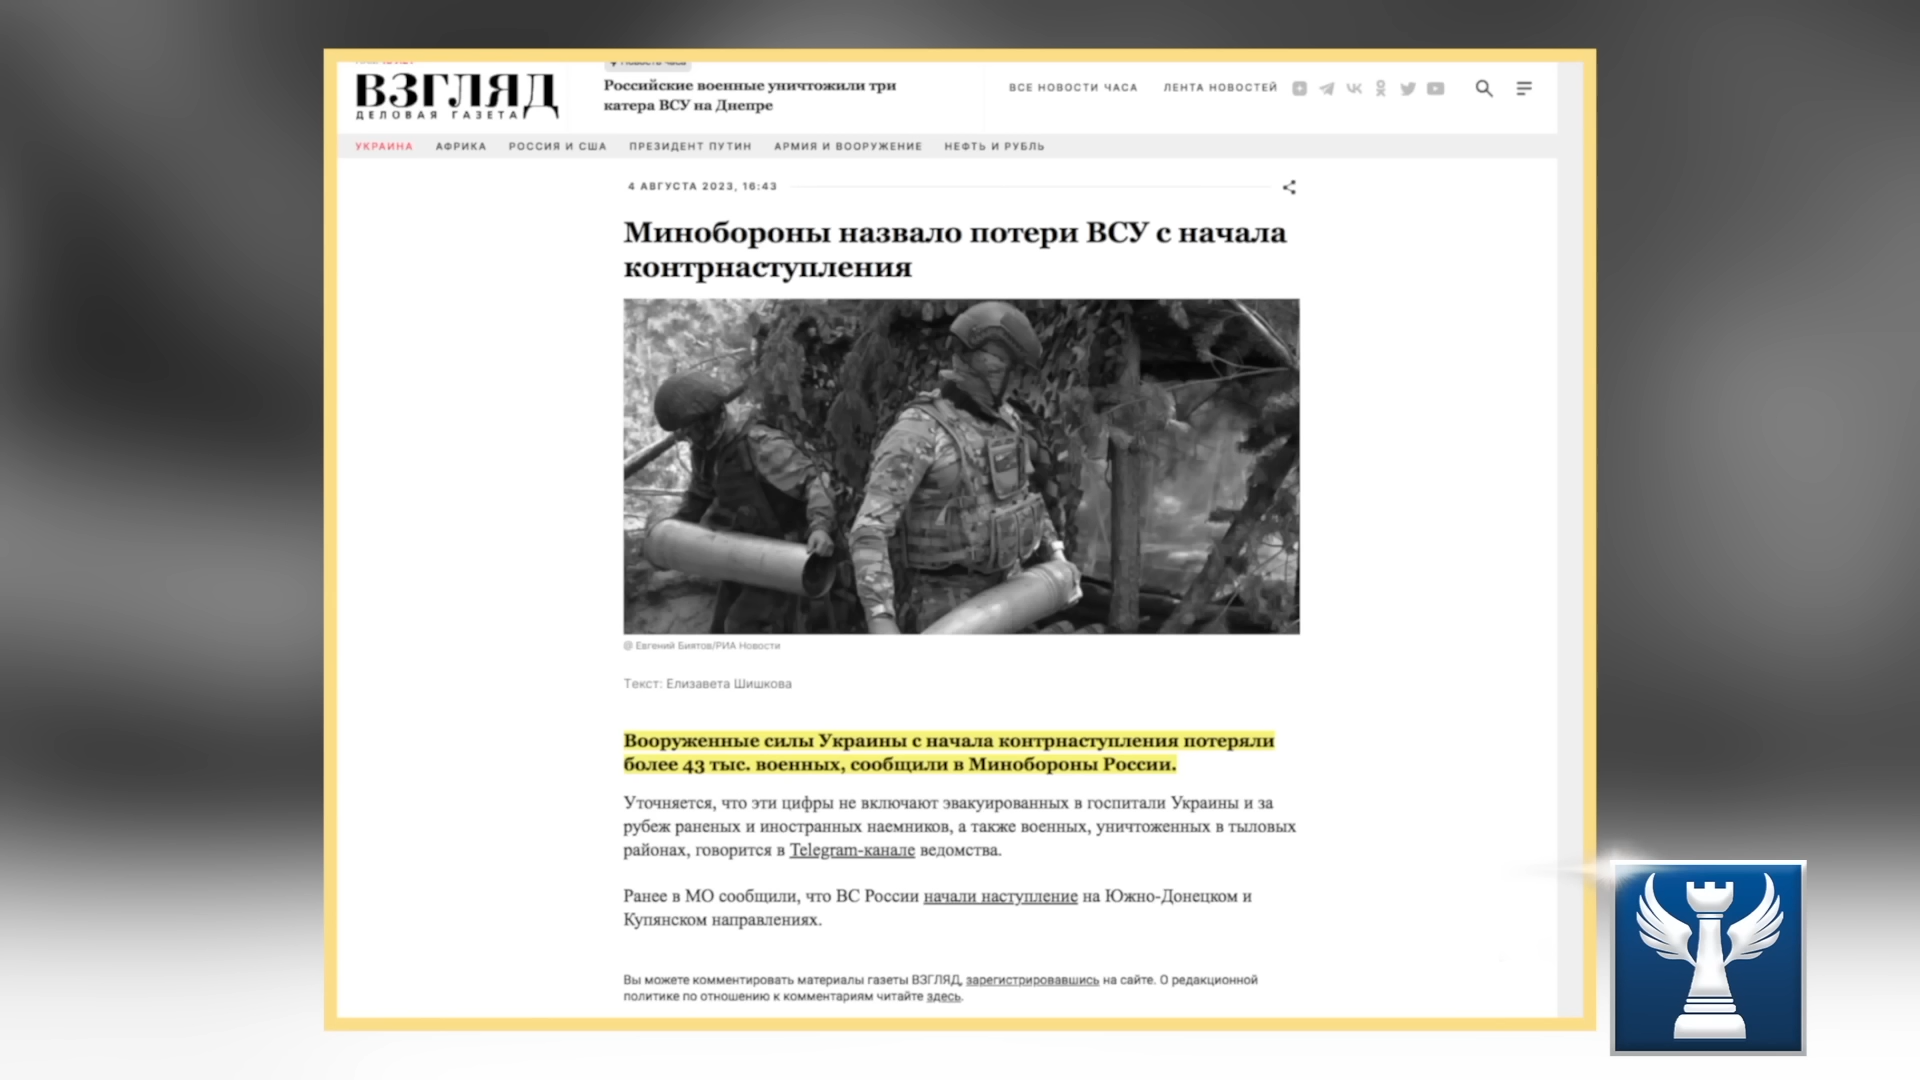 ВЗГЛЯД
ДЕЛОВАЯ ГАЗЕТА
Российские военные уничтожили три
катера ВСУ на Днепре
ВСЕ НОВОСТИ ЧАСА
ЛЕНТА НОВОСТЕЙ
УКРАИНА АФРИКА РОССИЯ И США ПРЕЗИДЕНТ ПУТИН АРМИЯ И ВООРУЖЕНИЕ НЕФТЬ И РУБЛЬ
4 АВГУСТА 2023, 16:43
Минобороны назвало потери ВСУ с начала
контрнаступления
@ Евгений Биятов/РИА Новости
Текст: Елизавета Шишкова
Вооруженные силы Украины с начала контрнаступления потеряли
более 43 тыс. военных, сообщили в Минобороны России.
Уточняется, что эти цифры не включают эвакуированных в госпитали Украины и за
рубеж раненых и иностранных наемников, а также военных, уничтоженных в тыловых
районах, говорится в Telegram-канале ведомства.
Ранее в МО сообщили, что ВС России начали наступление на Южно-Донецком и
Купянском направлениях.
Вы можете комментировать материалы газеты ВЗГЛЯД, зарегистрировавшись на сайте. О редакционной
политике по отношению к комментариям читайте здесь.